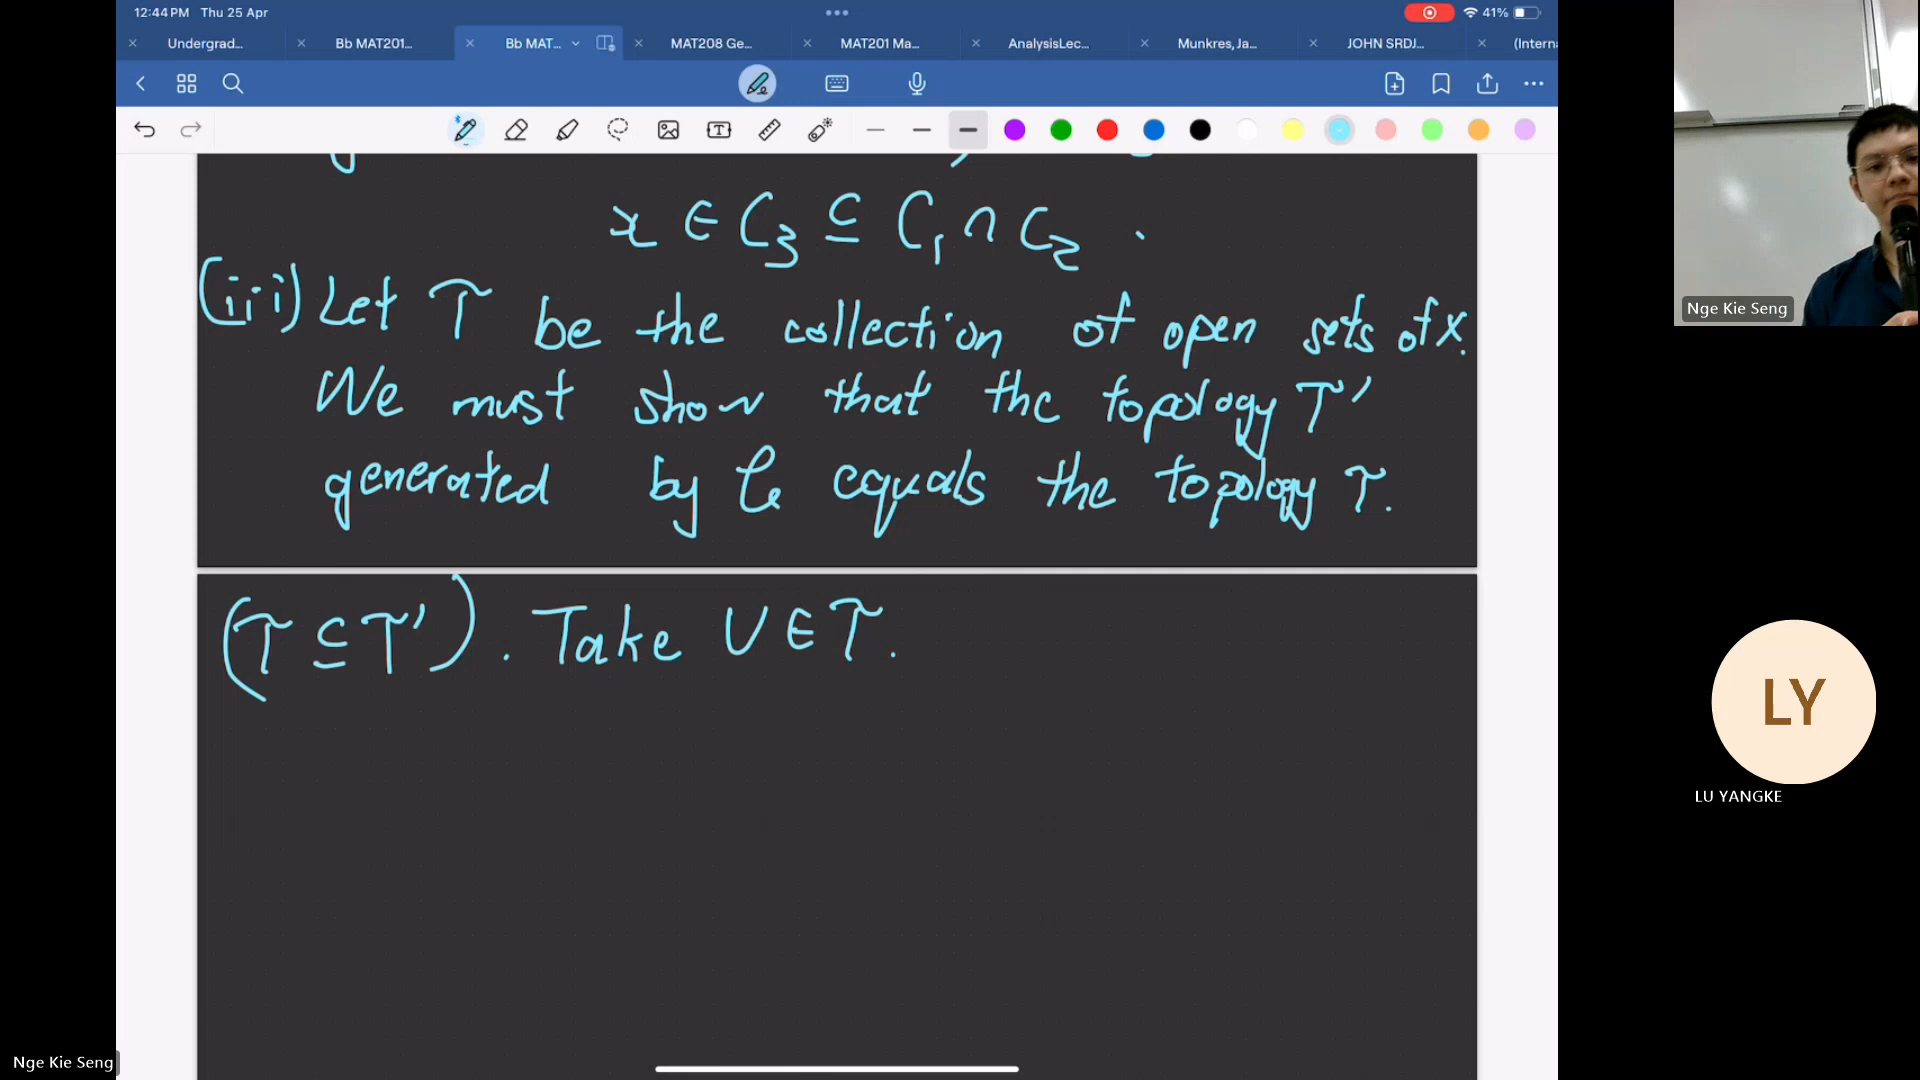 12:44 PM Thu 25 Apr
41%
Undergrad...
Bb MAT201...
Bb MAT...
MAT208 Ge...
MAT201 Ma...
AnalysisLec...
Munkres, Ja...
JOHN SRDJ...
(Intern
x ∈ C₃ ⊆ C₁ ∩ C₂ .
(iii) Let T be the collection of open sets of X.
We must show that the topology T'
generated by C equals the topology T.
(T ⊆ T') . Take U ∈ T .
Nge Kie Seng
LY
LU YANGKE
Nge Kie Seng